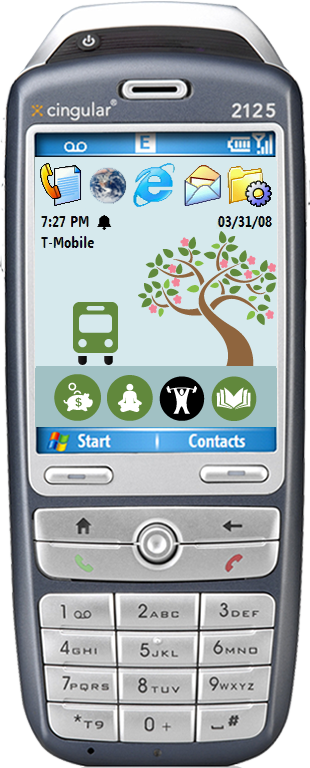 cingular®
2125
E
7:27 PM
03/31/08
T-Mobile
$
Start
Contacts
1
2ABC
3DEF
4GHI
5JKL
6MNO
7PQRS
8TUV
9WXYZ
*T9
0 +
#